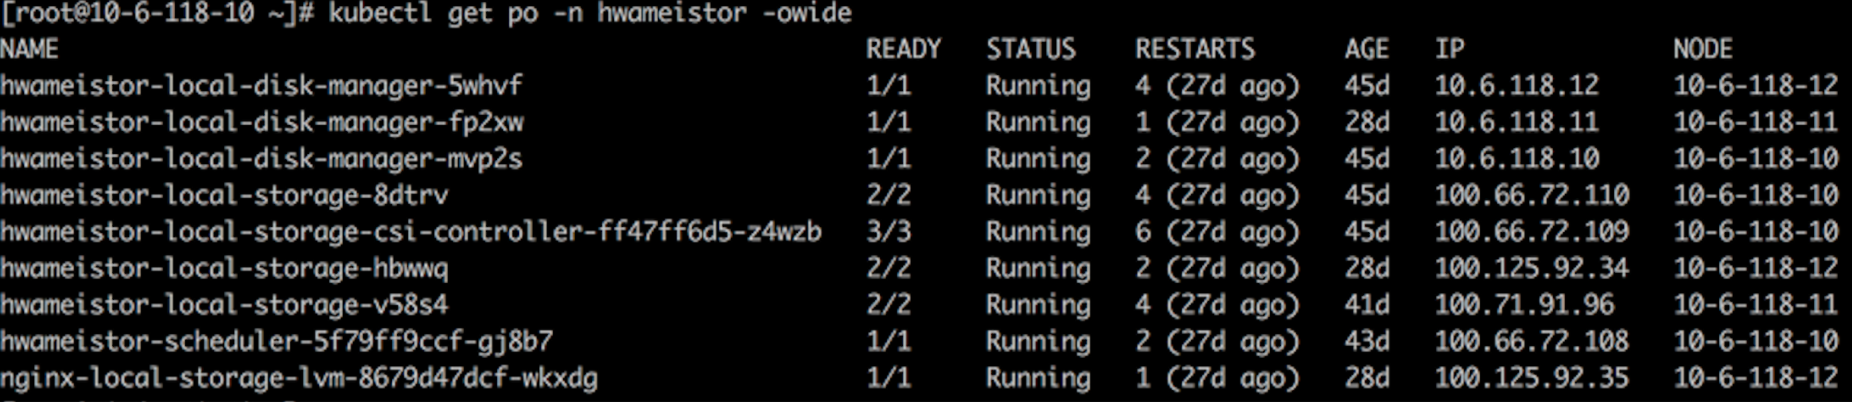 [root@10-6-118-10 ~]# kubectl get po -n hwameistor -owide
NAME READY STATUS RESTARTS AGE IP NODE
hwameistor-local-disk-manager-5whvf 1/1 Running 4 (27d ago) 45d 10.6.118.12 10-6-118-12
hwameistor-local-disk-manager-fp2xw 1/1 Running 1 (27d ago) 28d 10.6.118.11 10-6-118-11
hwameistor-local-disk-manager-mvp2s 1/1 Running 2 (27d ago) 45d 10.6.118.10 10-6-118-10
hwameistor-local-storage-8dtrv 2/2 Running 4 (27d ago) 45d 100.66.72.110 10-6-118-10
hwameistor-local-storage-csi-controller-ff47ff6d5-z4wzb 3/3 Running 6 (27d ago) 45d 100.66.72.109 10-6-118-10
hwameistor-local-storage-hbwwq 2/2 Running 2 (27d ago) 28d 100.125.92.34 10-6-118-12
hwameistor-local-storage-v58s4 2/2 Running 4 (27d ago) 41d 100.71.91.96 10-6-118-11
hwameistor-scheduler-5f79ff9ccf-gj8b7 1/1 Running 2 (27d ago) 43d 100.66.72.108 10-6-118-10
nginx-local-storage-lvm-8679d47dcf-wkxdg 1/1 Running 1 (27d ago) 28d 100.125.92.35 10-6-118-12